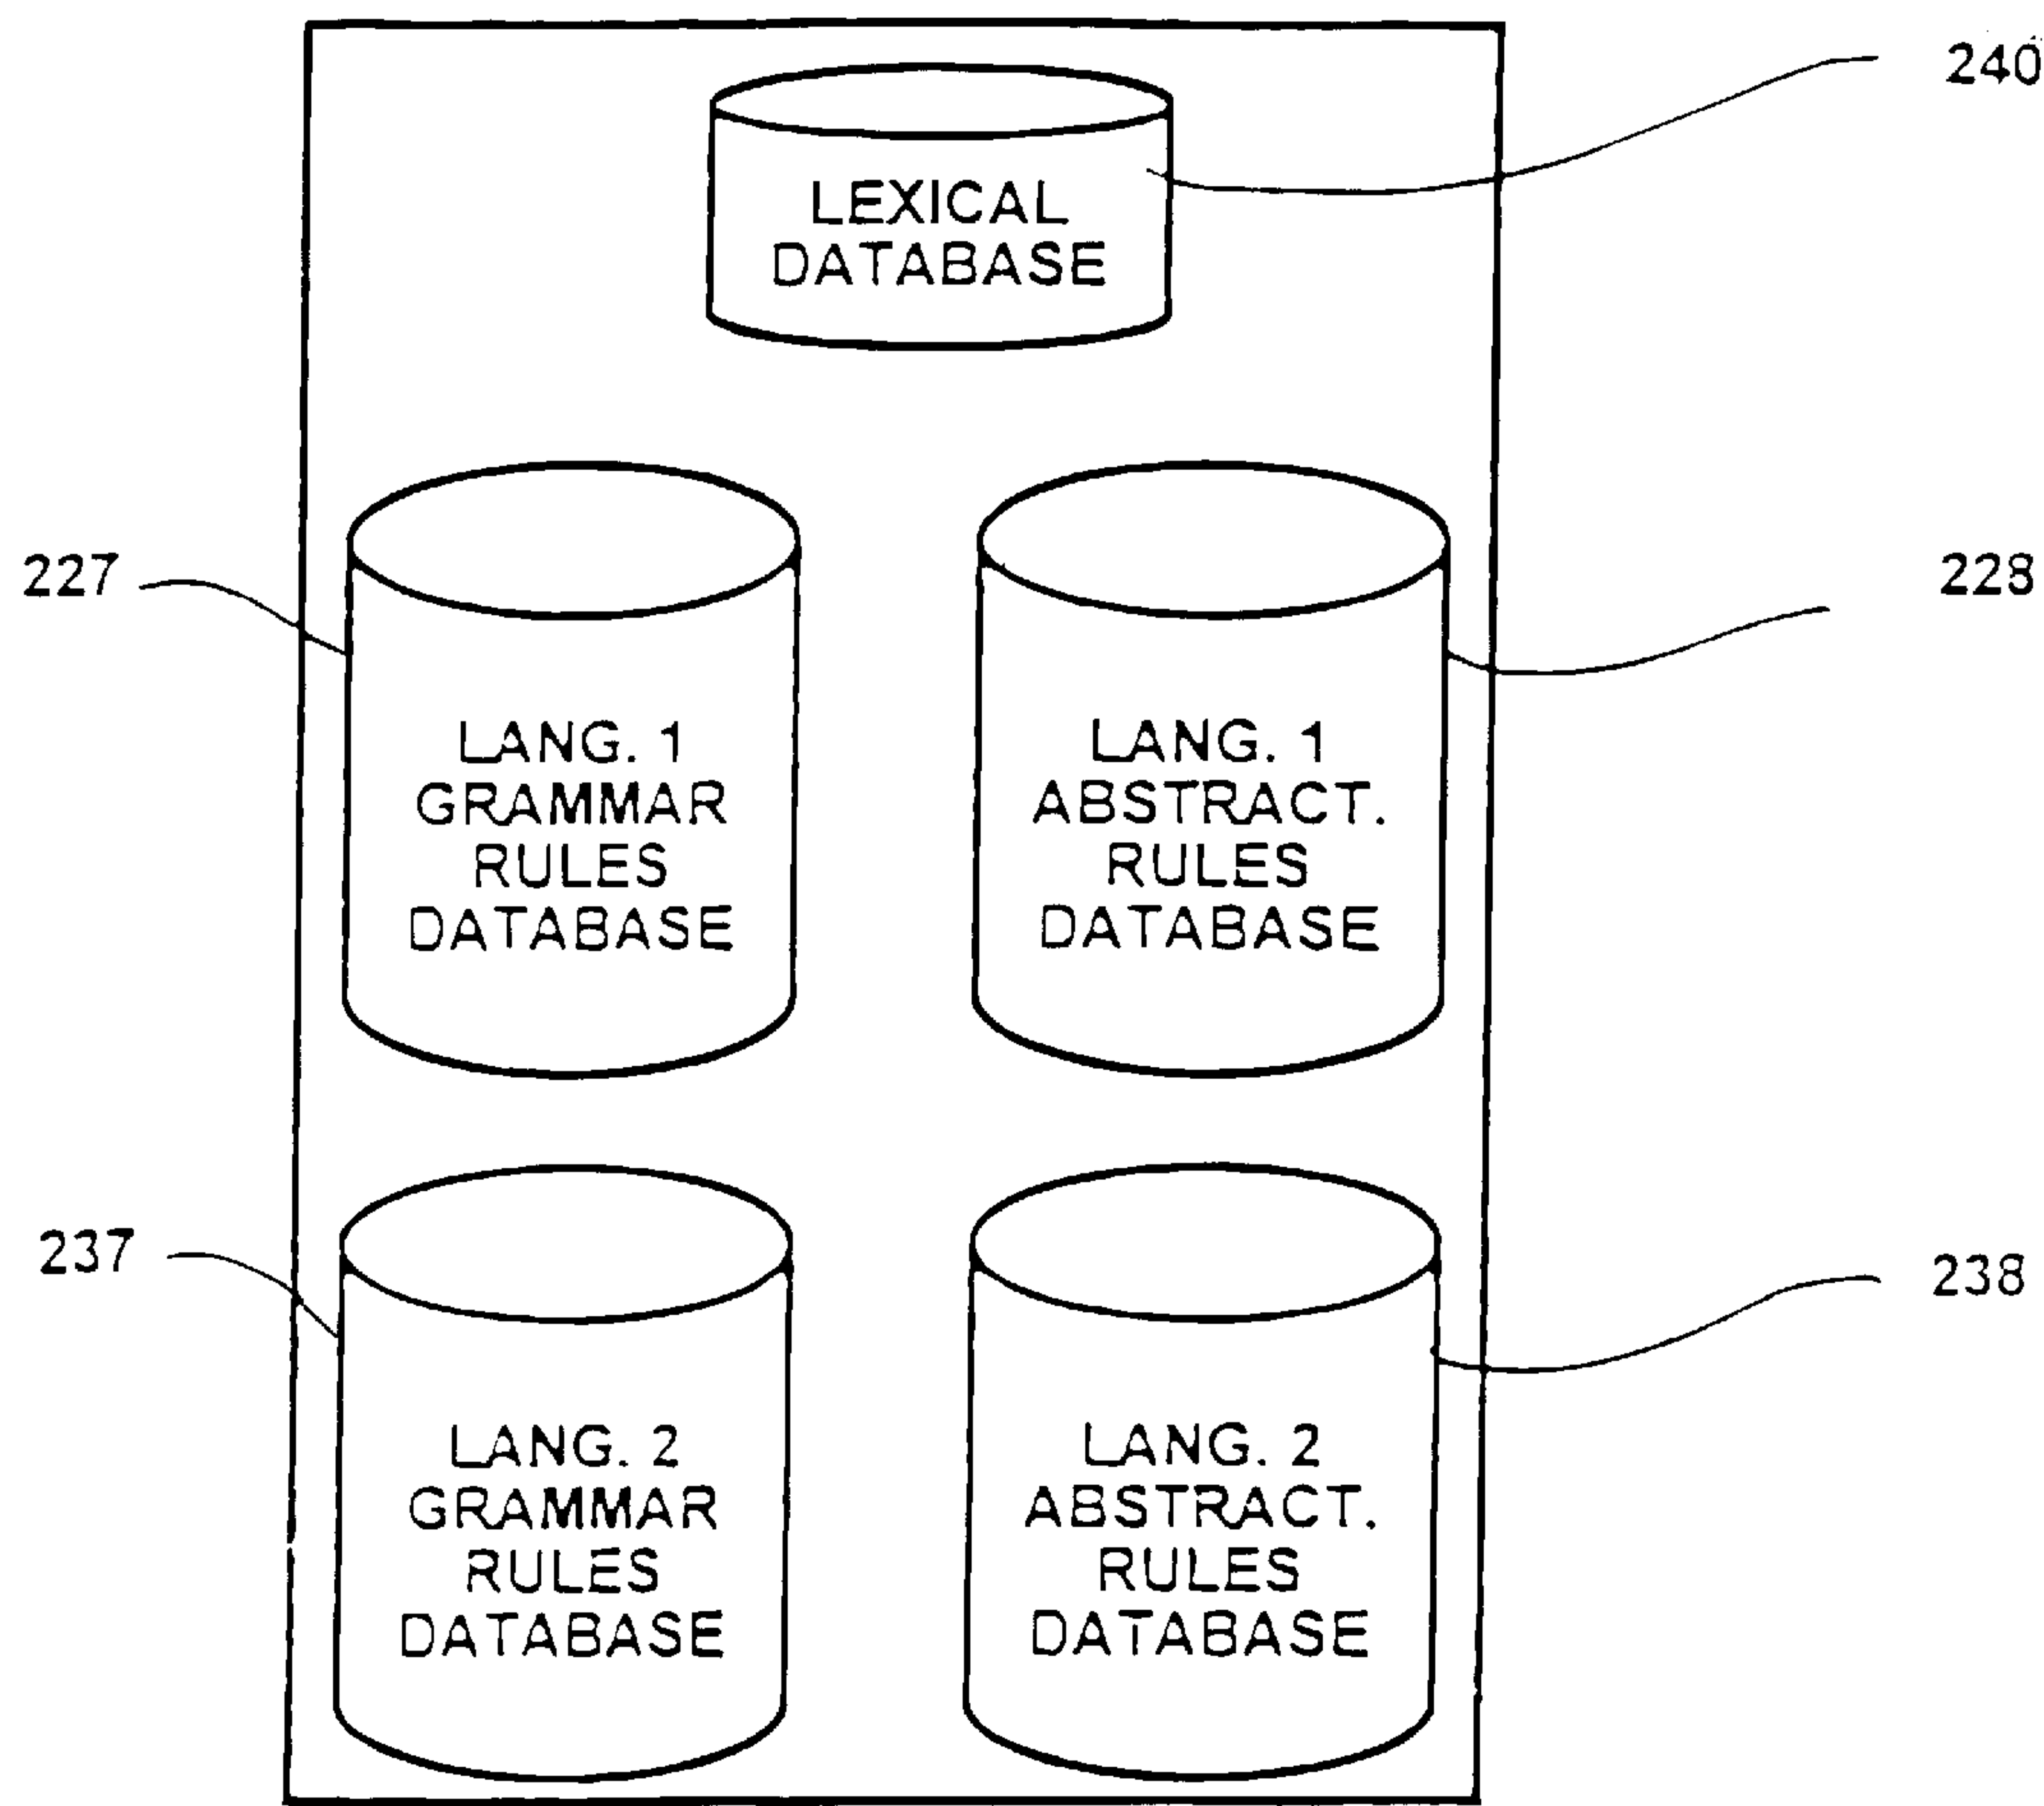 240
LEXICAL
DATABASE
227
228
LANG. 1
GRAMMAR
RULES
DATABASE
LANG. 1
ABSTRACT.
RULES
DATABASE
237
238
LANG. 2
GRAMMAR
RULES
DATABASE
LANG. 2
ABSTRACT.
RULES
DATABASE